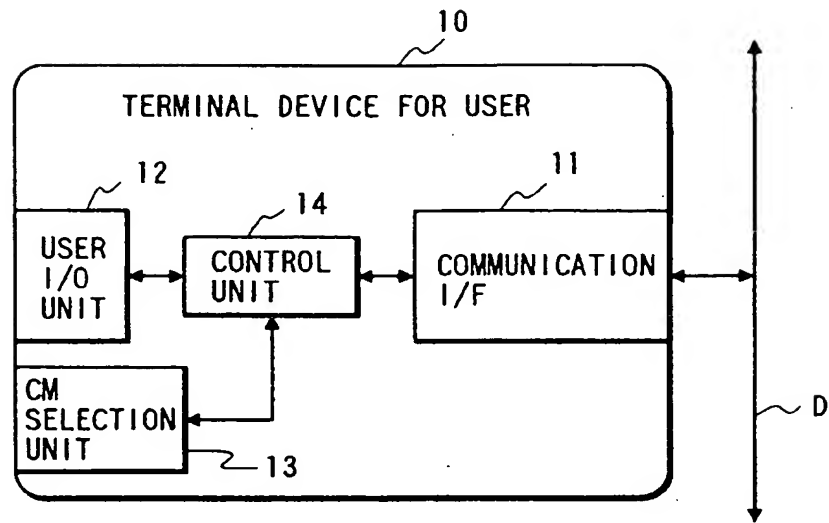 10
TERMINAL DEVICE FOR USER
12
14
11
USER
I/O
UNIT
CONTROL
UNIT
COMMUNICATION
I/F
CM
SELECTION
UNIT
13
D